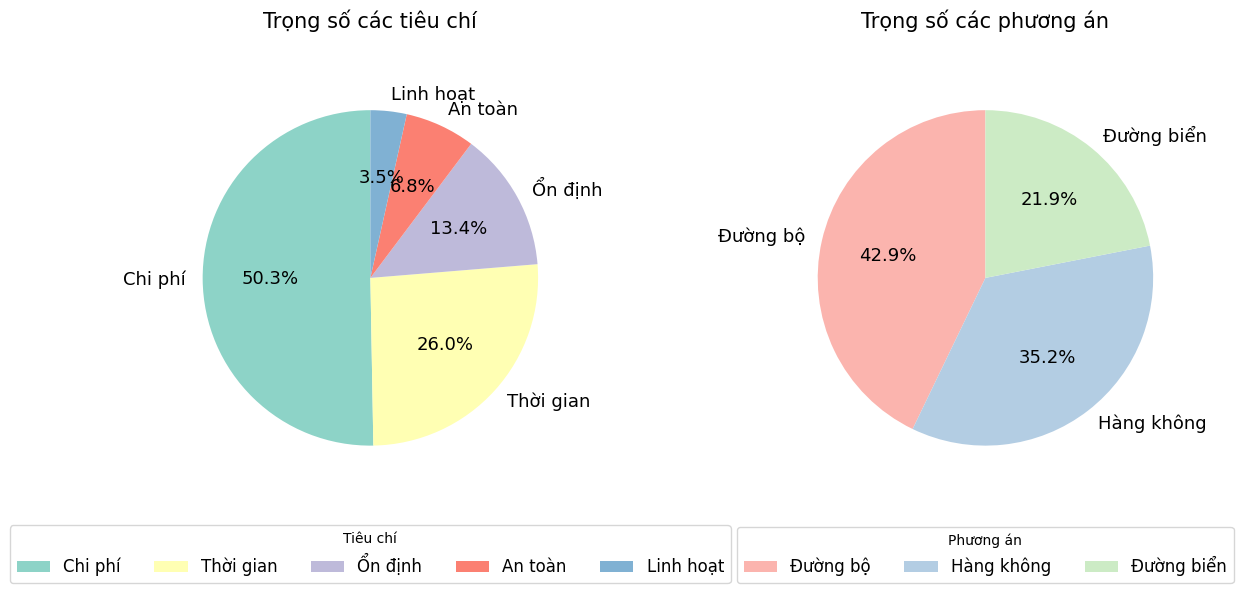 Trọng số các tiêu chí
Linh hoạt
An toàn
Ổn định
Thời gian
Chi phí
3.5%
6.8%
13.4%
26.0%
50.3%
Tiêu chí
Chi phí
Thời gian
Ổn định
An toàn
Linh hoạt
Trọng số các phương án
Đường biển
Đường bộ
Hàng không
21.9%
42.9%
35.2%
Phương án
Đường bộ
Hàng không
Đường biển